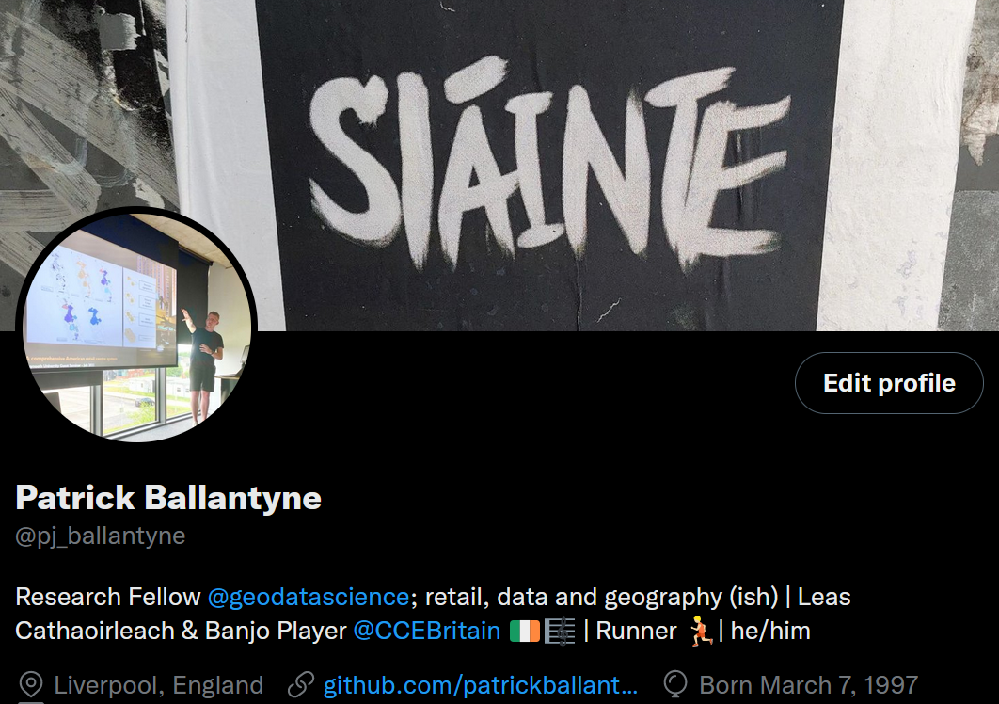 SLÁINTE
Edit profile
Patrick Ballantyne
@pj_ballantyne
Research Fellow @geodatascience; retail, data and geography (ish) | Leas
Cathaoirleach & Banjo Player @CCEBritain 🇮🇪🎼 | Runner 🏃| he/him
Liverpool, England github.com/patrickballant... Born March 7, 1997